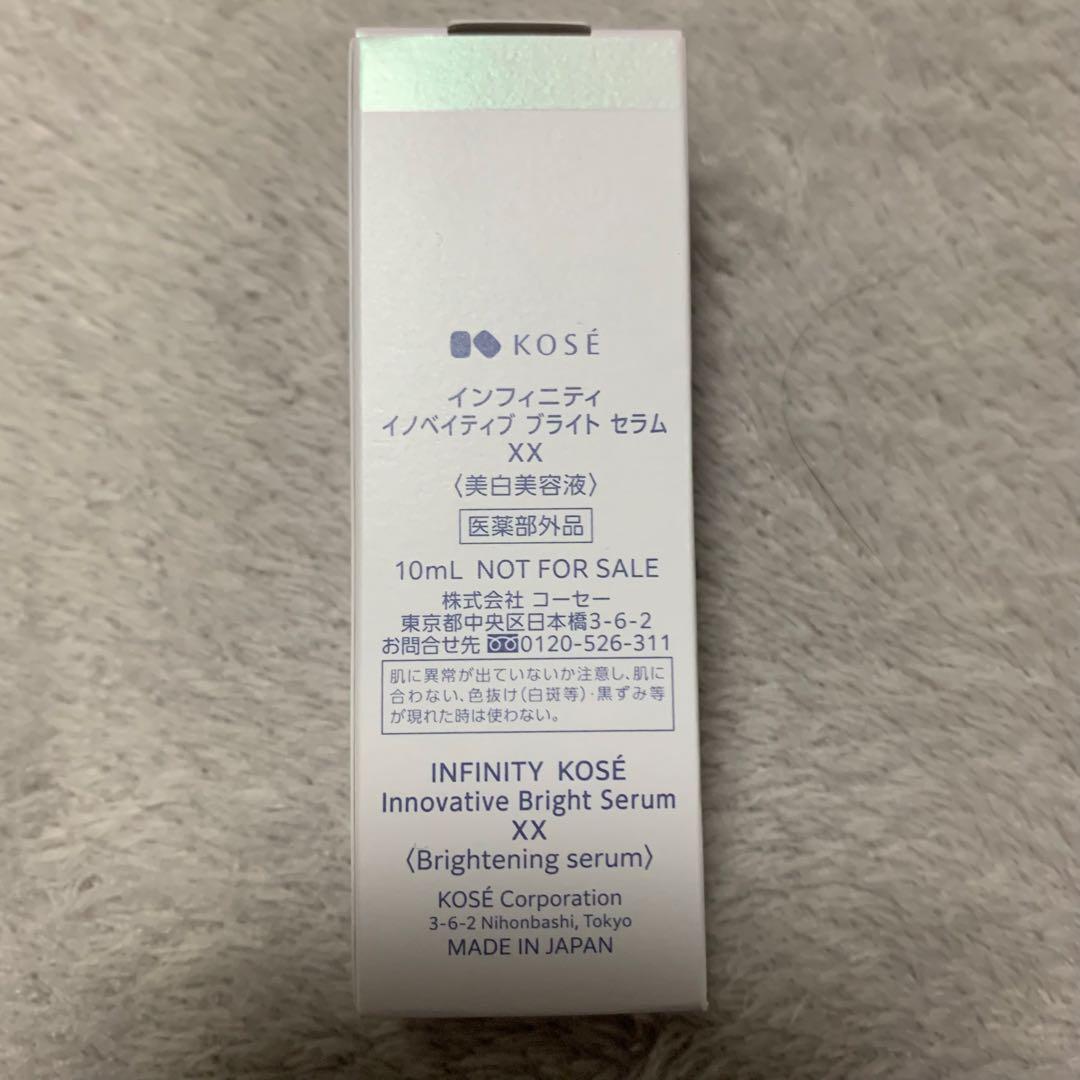 KOSÉ
インフィニティ
イノベイティブ ブライト セラム
XX
〈美白美容液〉
医薬部外品
10mL NOT FOR SALE
株式会社 コーセー
東京都中央区日本橋3-6-2
お問合せ先 0120-526-311
肌に異常が出ていないか注意し、肌に
合わない、色抜け(白斑等)・黒ずみ等
が現れた時は使わない。
INFINITY KOSÉ
Innovative Bright Serum
XX
〈Brightening serum〉
KOSÉ Corporation
3-6-2 Nihonbashi, Tokyo
MADE IN JAPAN